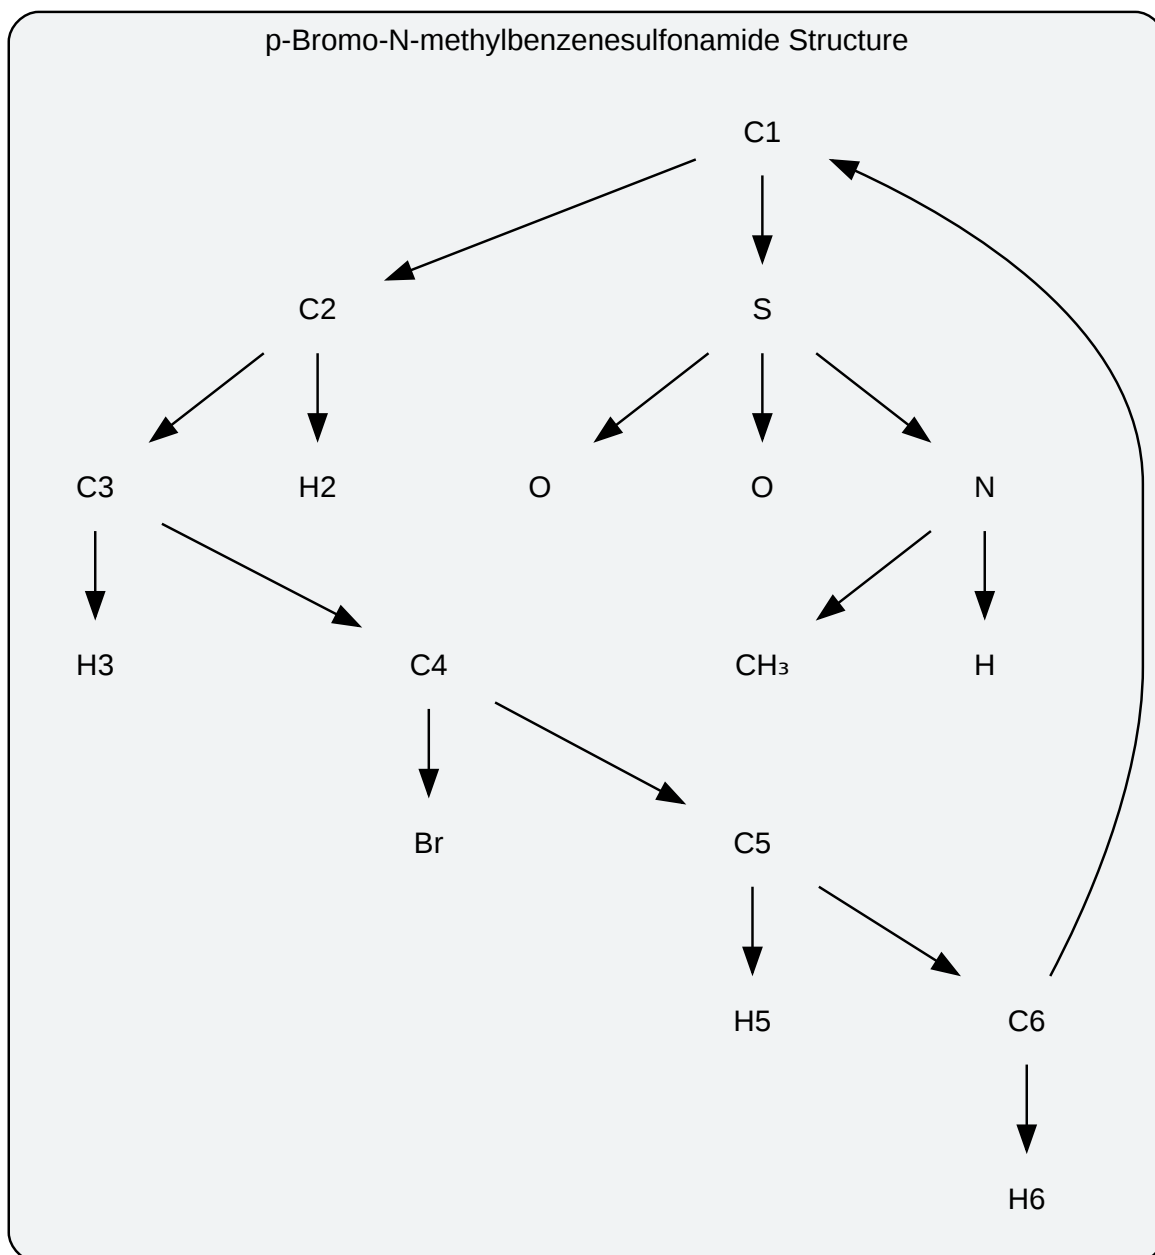 p-Bromo-N-methylbenzenesulfonamide Structure
C1
C2
S
C3
H2
O
O
N
H3
C4
CH₃
H
Br
C5
H5
C6
H6